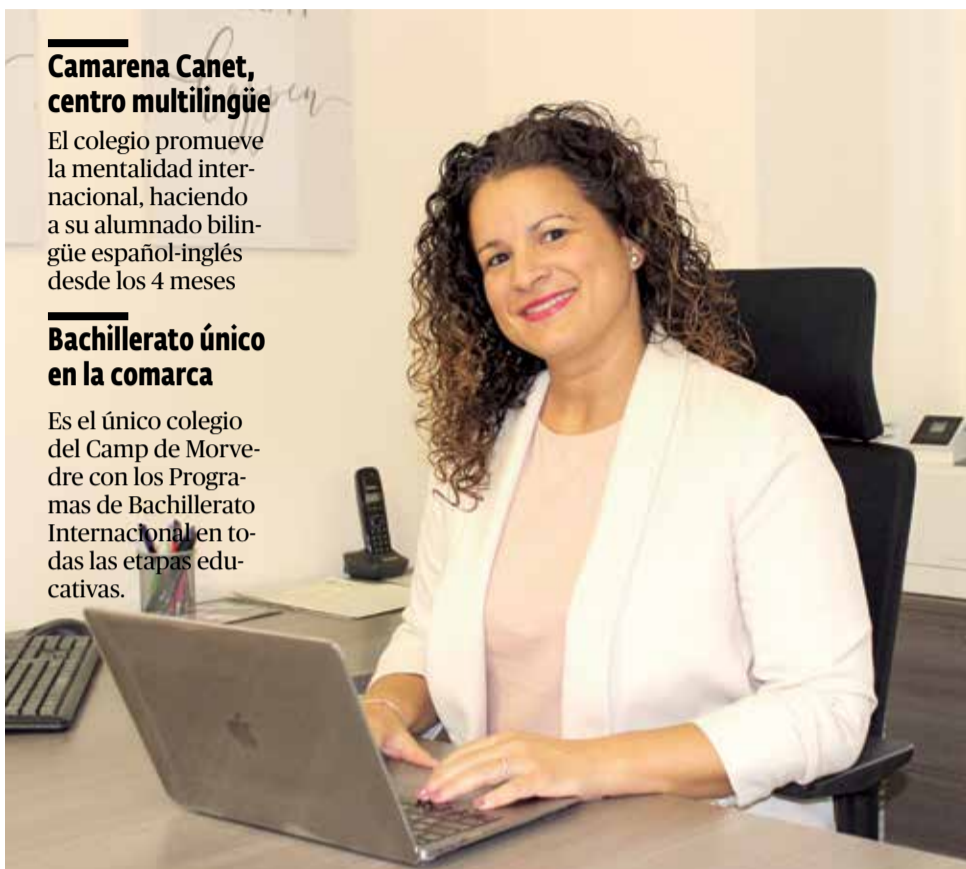 Camarena Canet,
centro multilingüe
El colegio promueve
la mentalidad inter-
nacional, haciendo
a su alumnado bilin-
güe español-inglés
desde los 4 meses
Bachillerato único
en la comarca
Es el único colegio
del Camp de Morve-
dre con los Progra-
mas de Bachillerato
Internacional en to-
das las etapas edu-
cativas.
happen